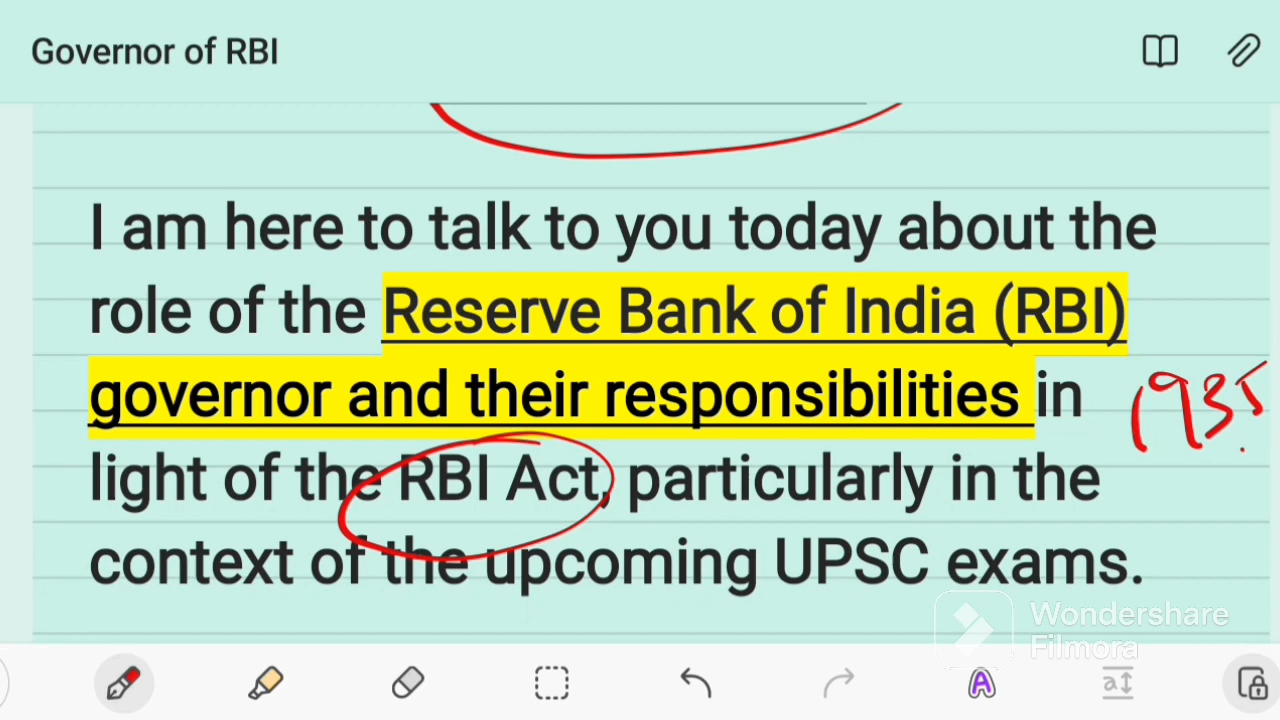 Governor of RBI
I am here to talk to you today about the
role of the Reserve Bank of India (RBI)
governor and their responsibilities in
1935
light of the RBI Act, particularly in the
context of the upcoming UPSC exams.
Wondershare
Filmora
A
a